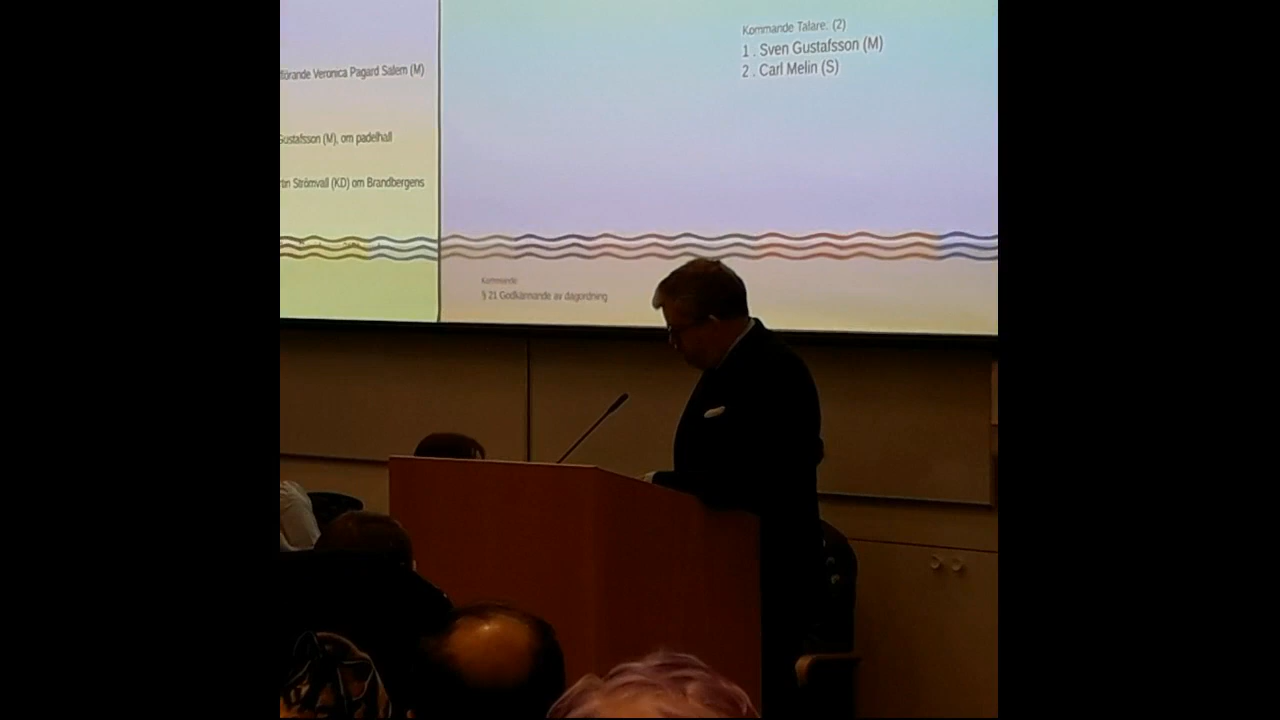 förande Veronica Pagard Salem (M)
Gustafsson (M), om padelhall
rtin Strömvall (KD) om Brandbergens
Kommande Talare. (2)
1 . Sven Gustafsson (M)
2 . Carl Melin (S)
Kommande:
§ 21 Godkännande av dagordning